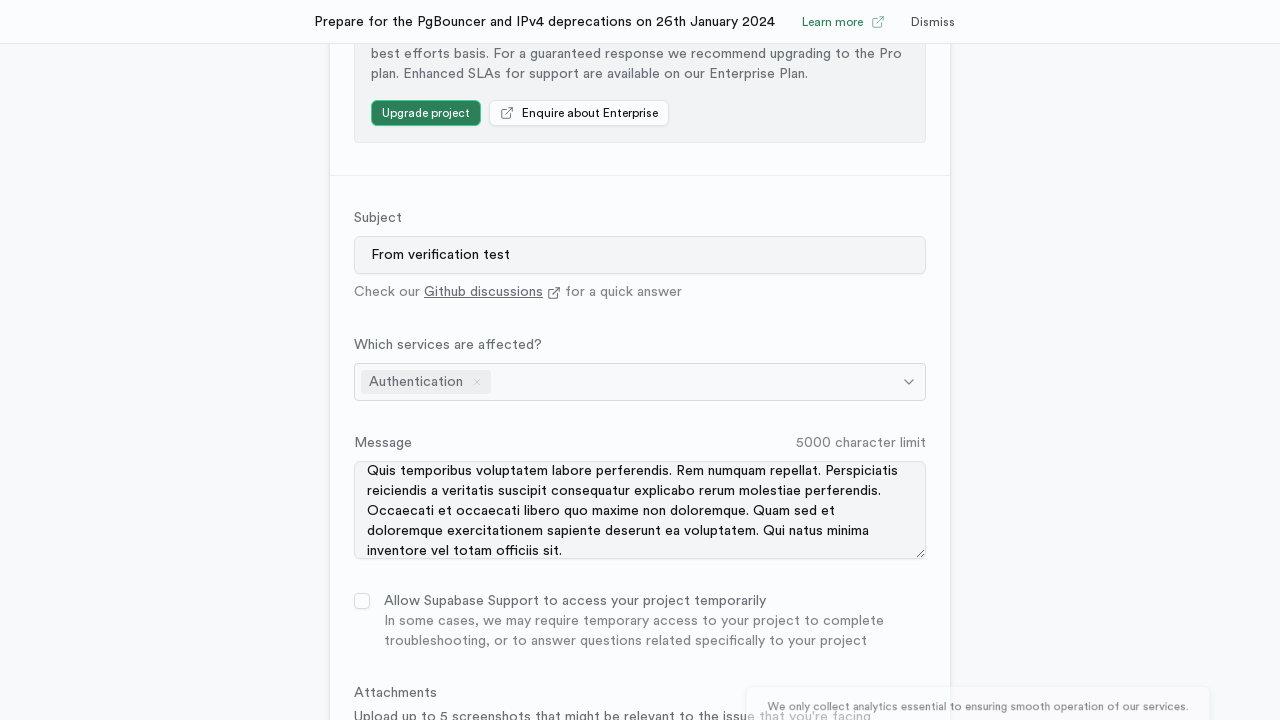 Prepare for the PgBouncer and IPv4 deprecations on 26th January 2024 Learn more Dismiss
best efforts basis. For a guaranteed response we recommend upgrading to the Pro
plan. Enhanced SLAs for support are available on our Enterprise Plan.
Upgrade project Enquire about Enterprise
Subject
From verification test
Check our Github discussions for a quick answer
Which services are affected?
Authentication
Message 5000 character limit
Quis temporibus voluptatem labore perferendis. Rem numquam repellat. Perspiciatis
reiciendis a veritatis suscipit consequatur explicabo rerum molestiae perferendis.
Occaecati et occaecati libero quo maxime non doloremque. Quam sed et
doloremque exercitationem sapiente deserunt ea voluptatem. Qui natus minima
inventore vel totam officiis sit.
Allow Supabase Support to access your project temporarily
In some cases, we may require temporary access to your project to complete
troubleshooting, or to answer questions related specifically to your project
Attachments
Upload up to 5 screenshots that might be relevant to the issue that you're facing
We only collect analytics essential to ensuring smooth operation of our services.